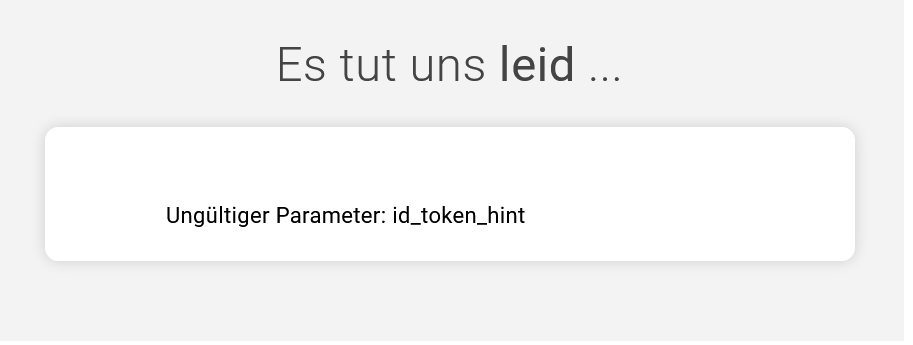 Es tut uns leid ...
Ungültiger Parameter: id_token_hint